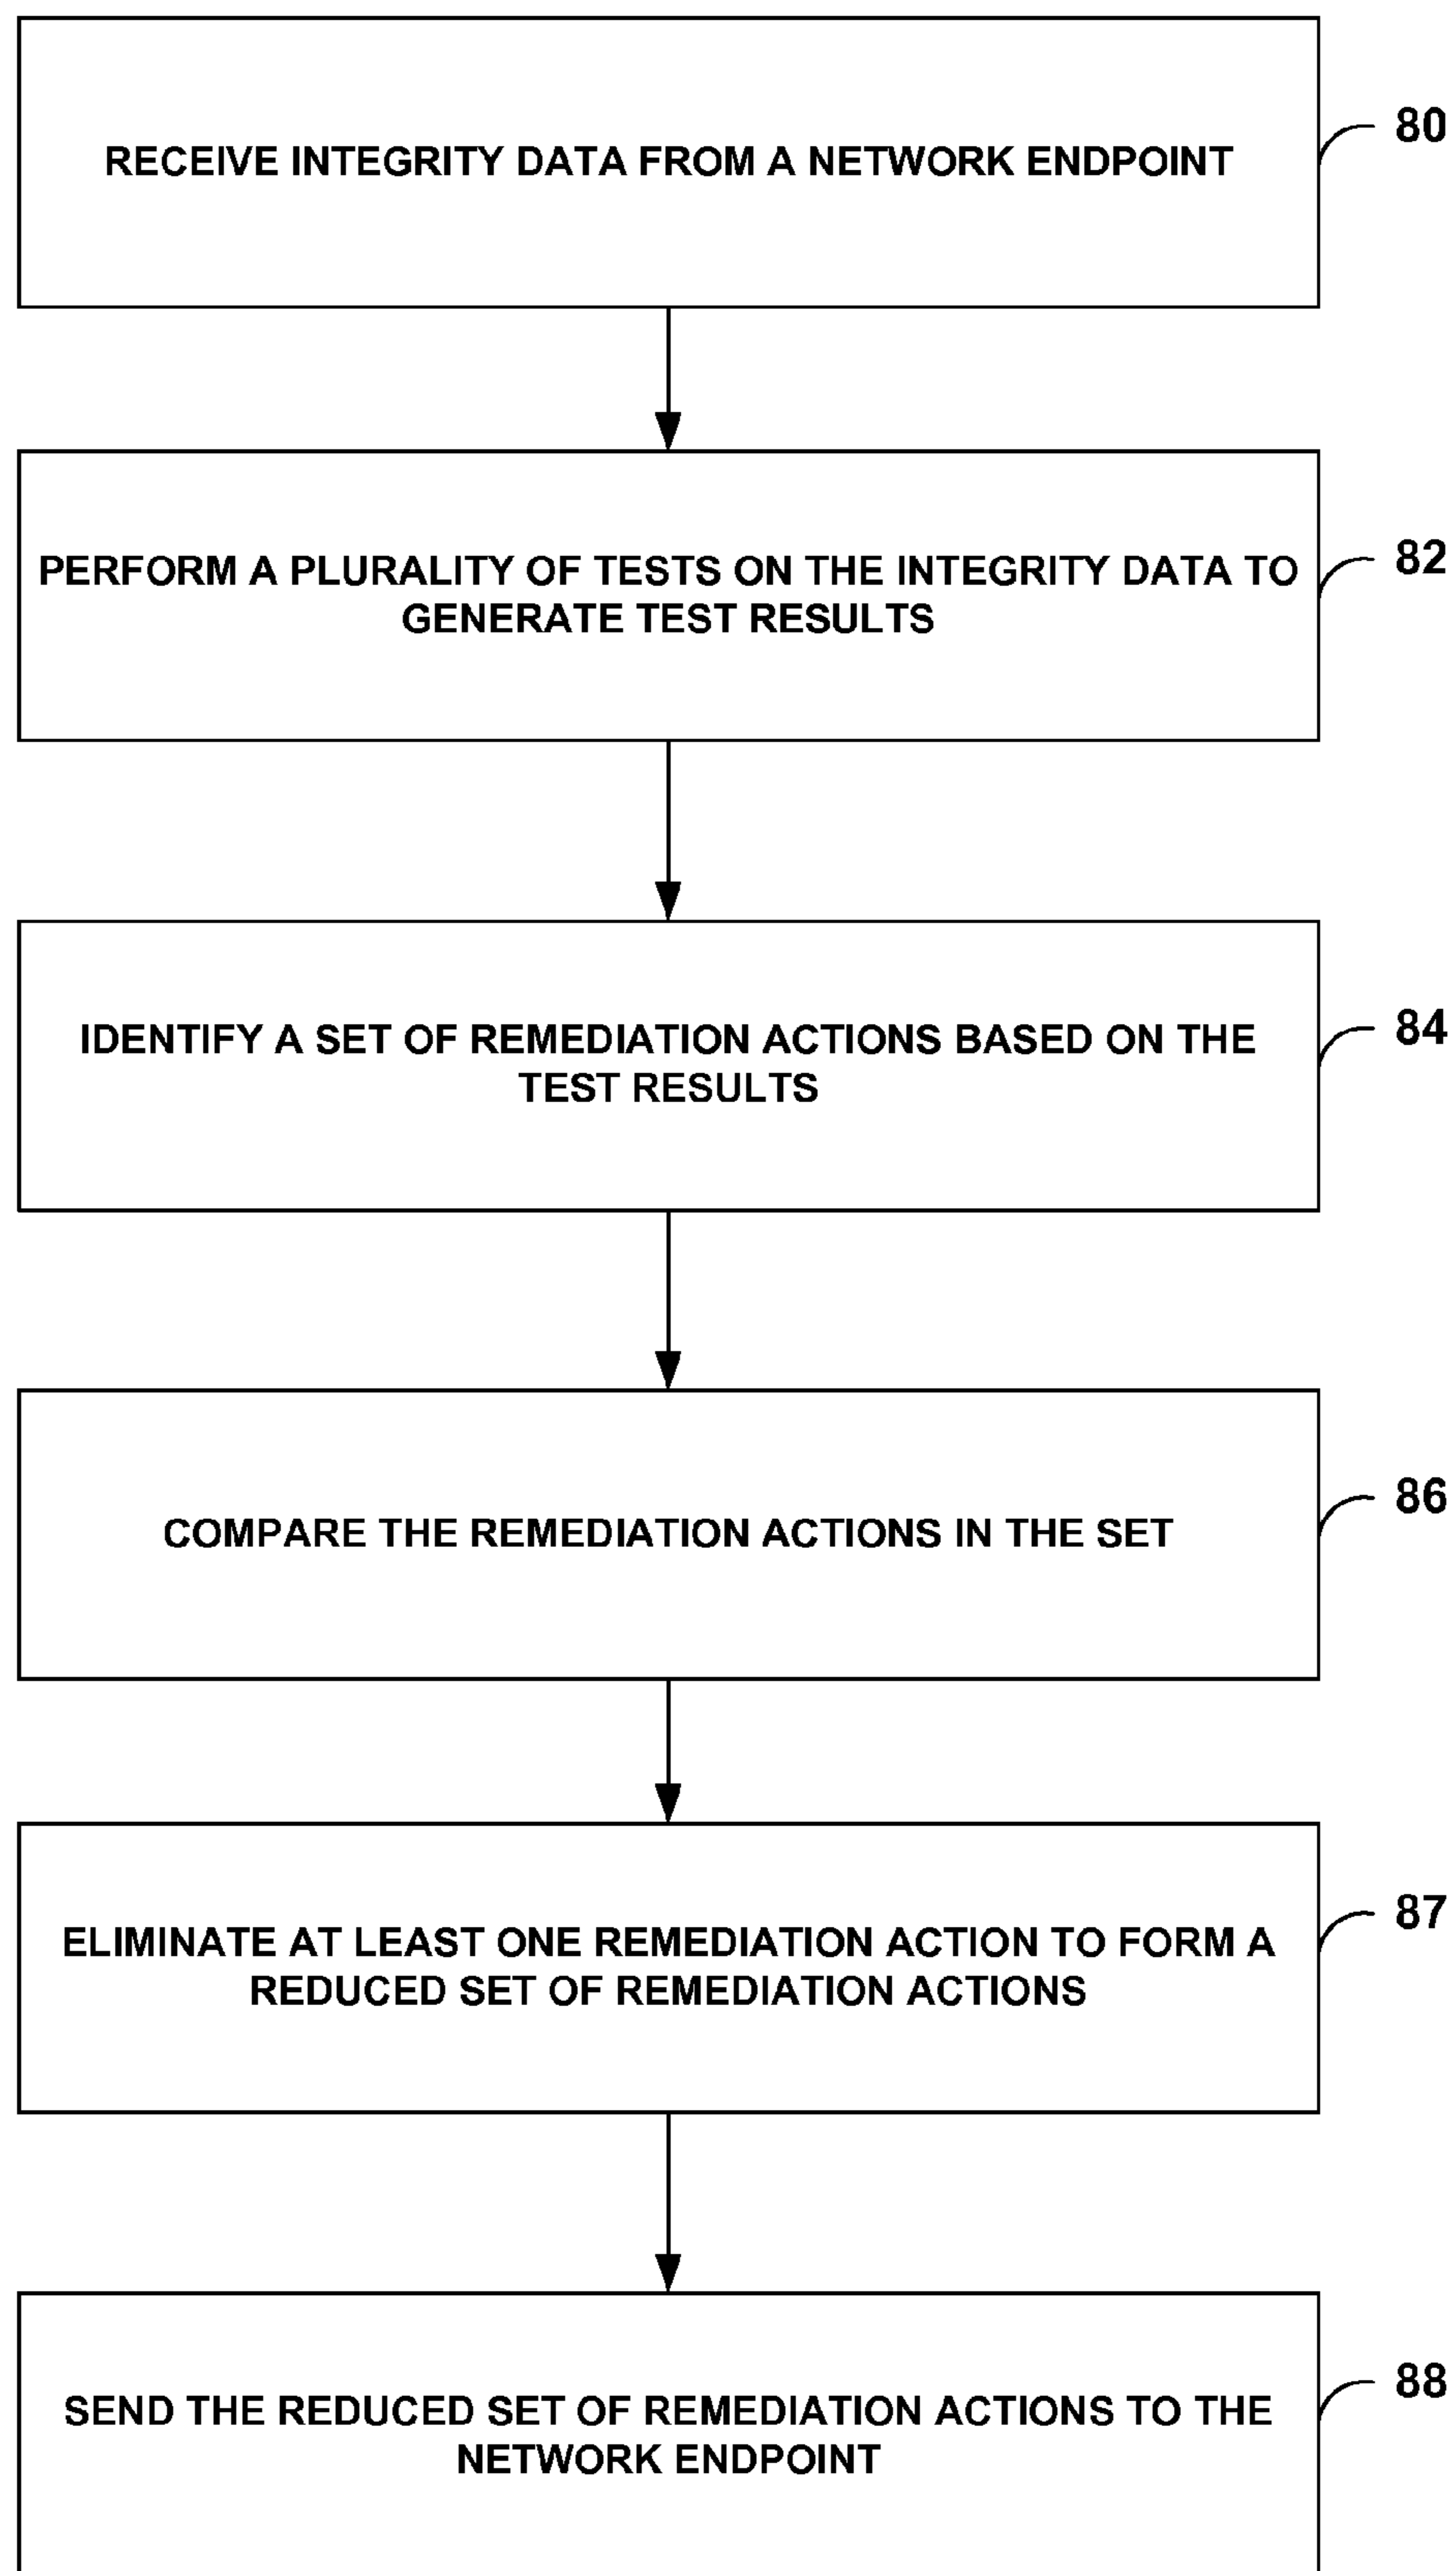 RECEIVE INTEGRITY DATA FROM A NETWORK ENDPOINT
80
PERFORM A PLURALITY OF TESTS ON THE INTEGRITY DATA TO
GENERATE TEST RESULTS
82
IDENTIFY A SET OF REMEDIATION ACTIONS BASED ON THE
TEST RESULTS
84
COMPARE THE REMEDIATION ACTIONS IN THE SET
86
ELIMINATE AT LEAST ONE REMEDIATION ACTION TO FORM A
REDUCED SET OF REMEDIATION ACTIONS
87
SEND THE REDUCED SET OF REMEDIATION ACTIONS TO THE
NETWORK ENDPOINT
88